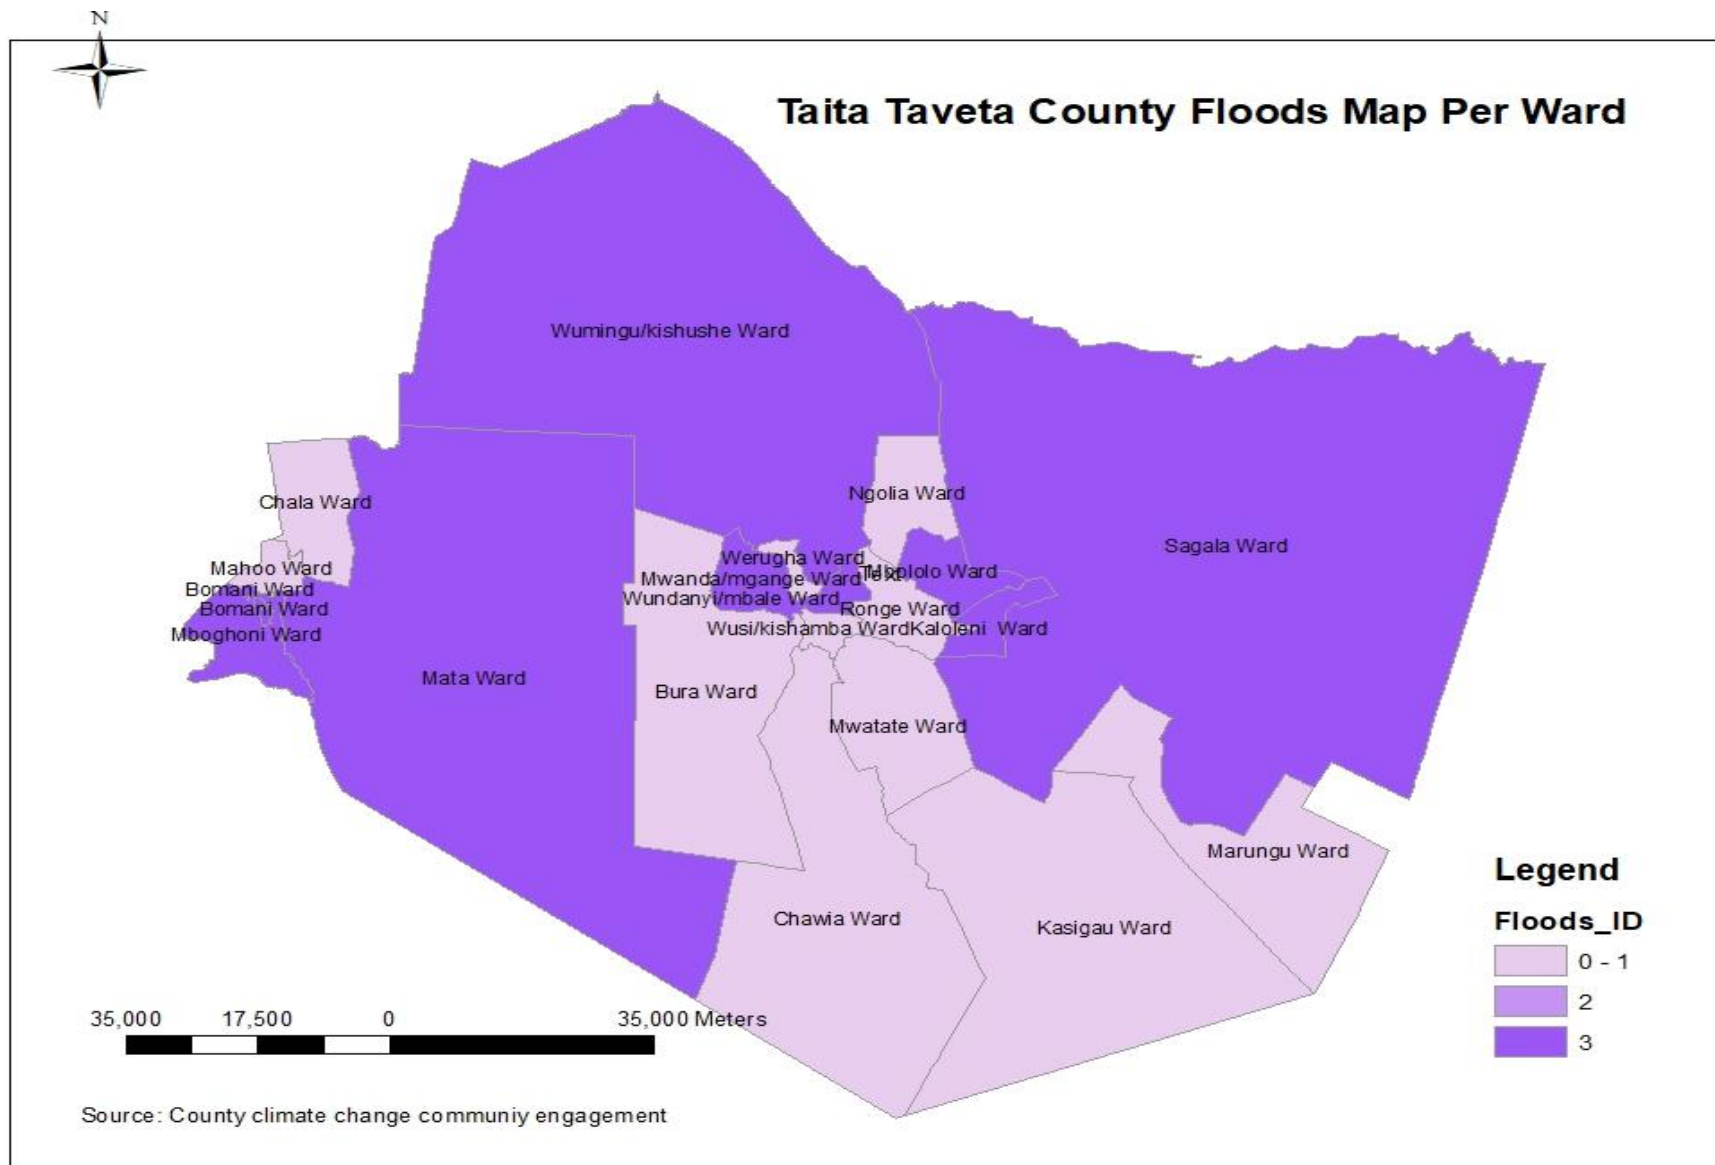 N
Taita Taveta County Floods Map Per Ward
Wumingu/kishushe Ward
Chala Ward
Ngolia Ward
Sagala Ward
Mahoo Ward
Werugha Ward
Text
Mbololo Ward
Bomani Ward
Mwanda/mgange Ward
Bomani Ward
Wundanyi/mbale Ward
Ronge Ward
Mboghoni Ward
Wusi/kishamba Ward
Kaloleni Ward
Mata Ward
Bura Ward
Mwatate Ward
Marungu Ward
Chawia Ward
Kasigau Ward
Legend
Floods_ID
0 - 1
2
3
35,000 17,500 0 35,000 Meters
Source: County climate change communiy engagement